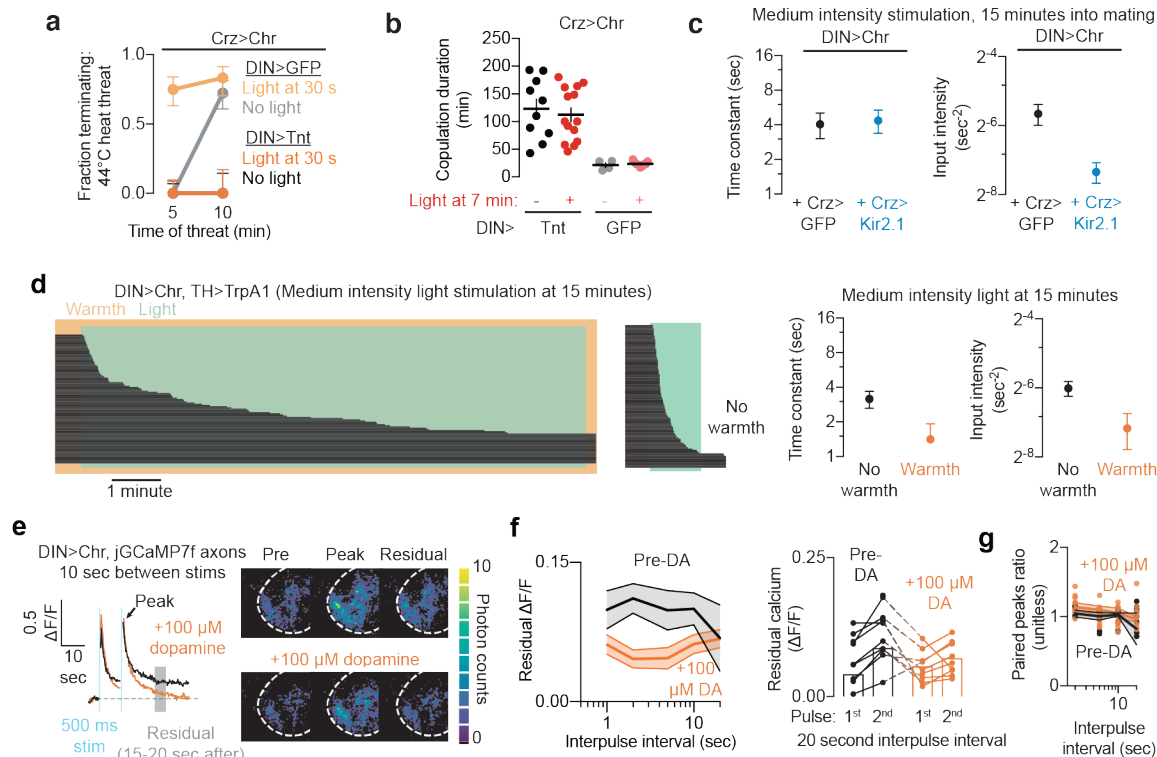 a
Crz>Chr
Fraction terminating:
44°C heat threat
1.0
0.5
0.0
5
10
Time of threat (min)
DIN>GFP
Light at 30 s
No light
DIN>Tnt
Light at 30 s
No light
b
Crz>Chr
Copulation duration
(min)
250
200
150
100
50
0
Light at 7 min:
-
+
-
+
DIN>
Tnt
GFP
c
Medium intensity stimulation, 15 minutes into mating
DIN>Chr
Time constant (sec)
16
8
4
2
1
+ Crz>
GFP
+ Crz>
Kir2.1
DIN>Chr
Input intensity
(sec⁻²)
2⁻⁴
2⁻⁶
2⁻⁸
+ Crz>
GFP
+ Crz>
Kir2.1
d
DIN>Chr, TH>TrpA1 (Medium intensity light stimulation at 15 minutes)
Warmth
Light
1 minute
No
warmth
Medium intensity light at 15 minutes
Time constant (sec)
16
8
4
2
1
No
warmth
Warmth
Input intensity
(sec⁻²)
2⁻⁴
2⁻⁶
2⁻⁸
No
warmth
Warmth
e
DIN>Chr, jGCaMP7f axons
10 sec between stims
Peak
0.5
ΔF/F
10
sec
+100 µM
dopamine
500 ms
stim
Residual
(15-20 sec after)
Pre
Peak
Residual
+100 µM dopamine
10
Photon counts
0
f
Residual ΔF/F
0.15
0.00
Pre-DA
+100
µM DA
1
10
Interpulse interval (sec)
Residual calcium
(ΔF/F)
0.25
0.00
Pre-
DA
+100 µM
DA
Pulse:
1st
2nd
1st
2nd
20 second interpulse interval
g
Paired peaks ratio
(unitless)
2
1
0
+100 µM
DA
Pre-DA
10
Interpulse
interval (sec)